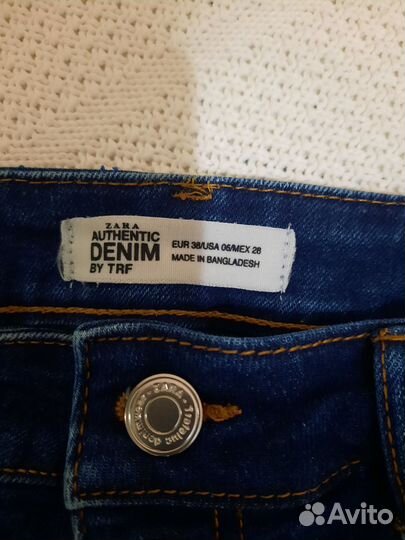 ZARA
AUTHENTIC
DENIM
BY TRF
EUR 38/USA 06/MEX 28
MADE IN BANGLADESH
ZARA
Avito